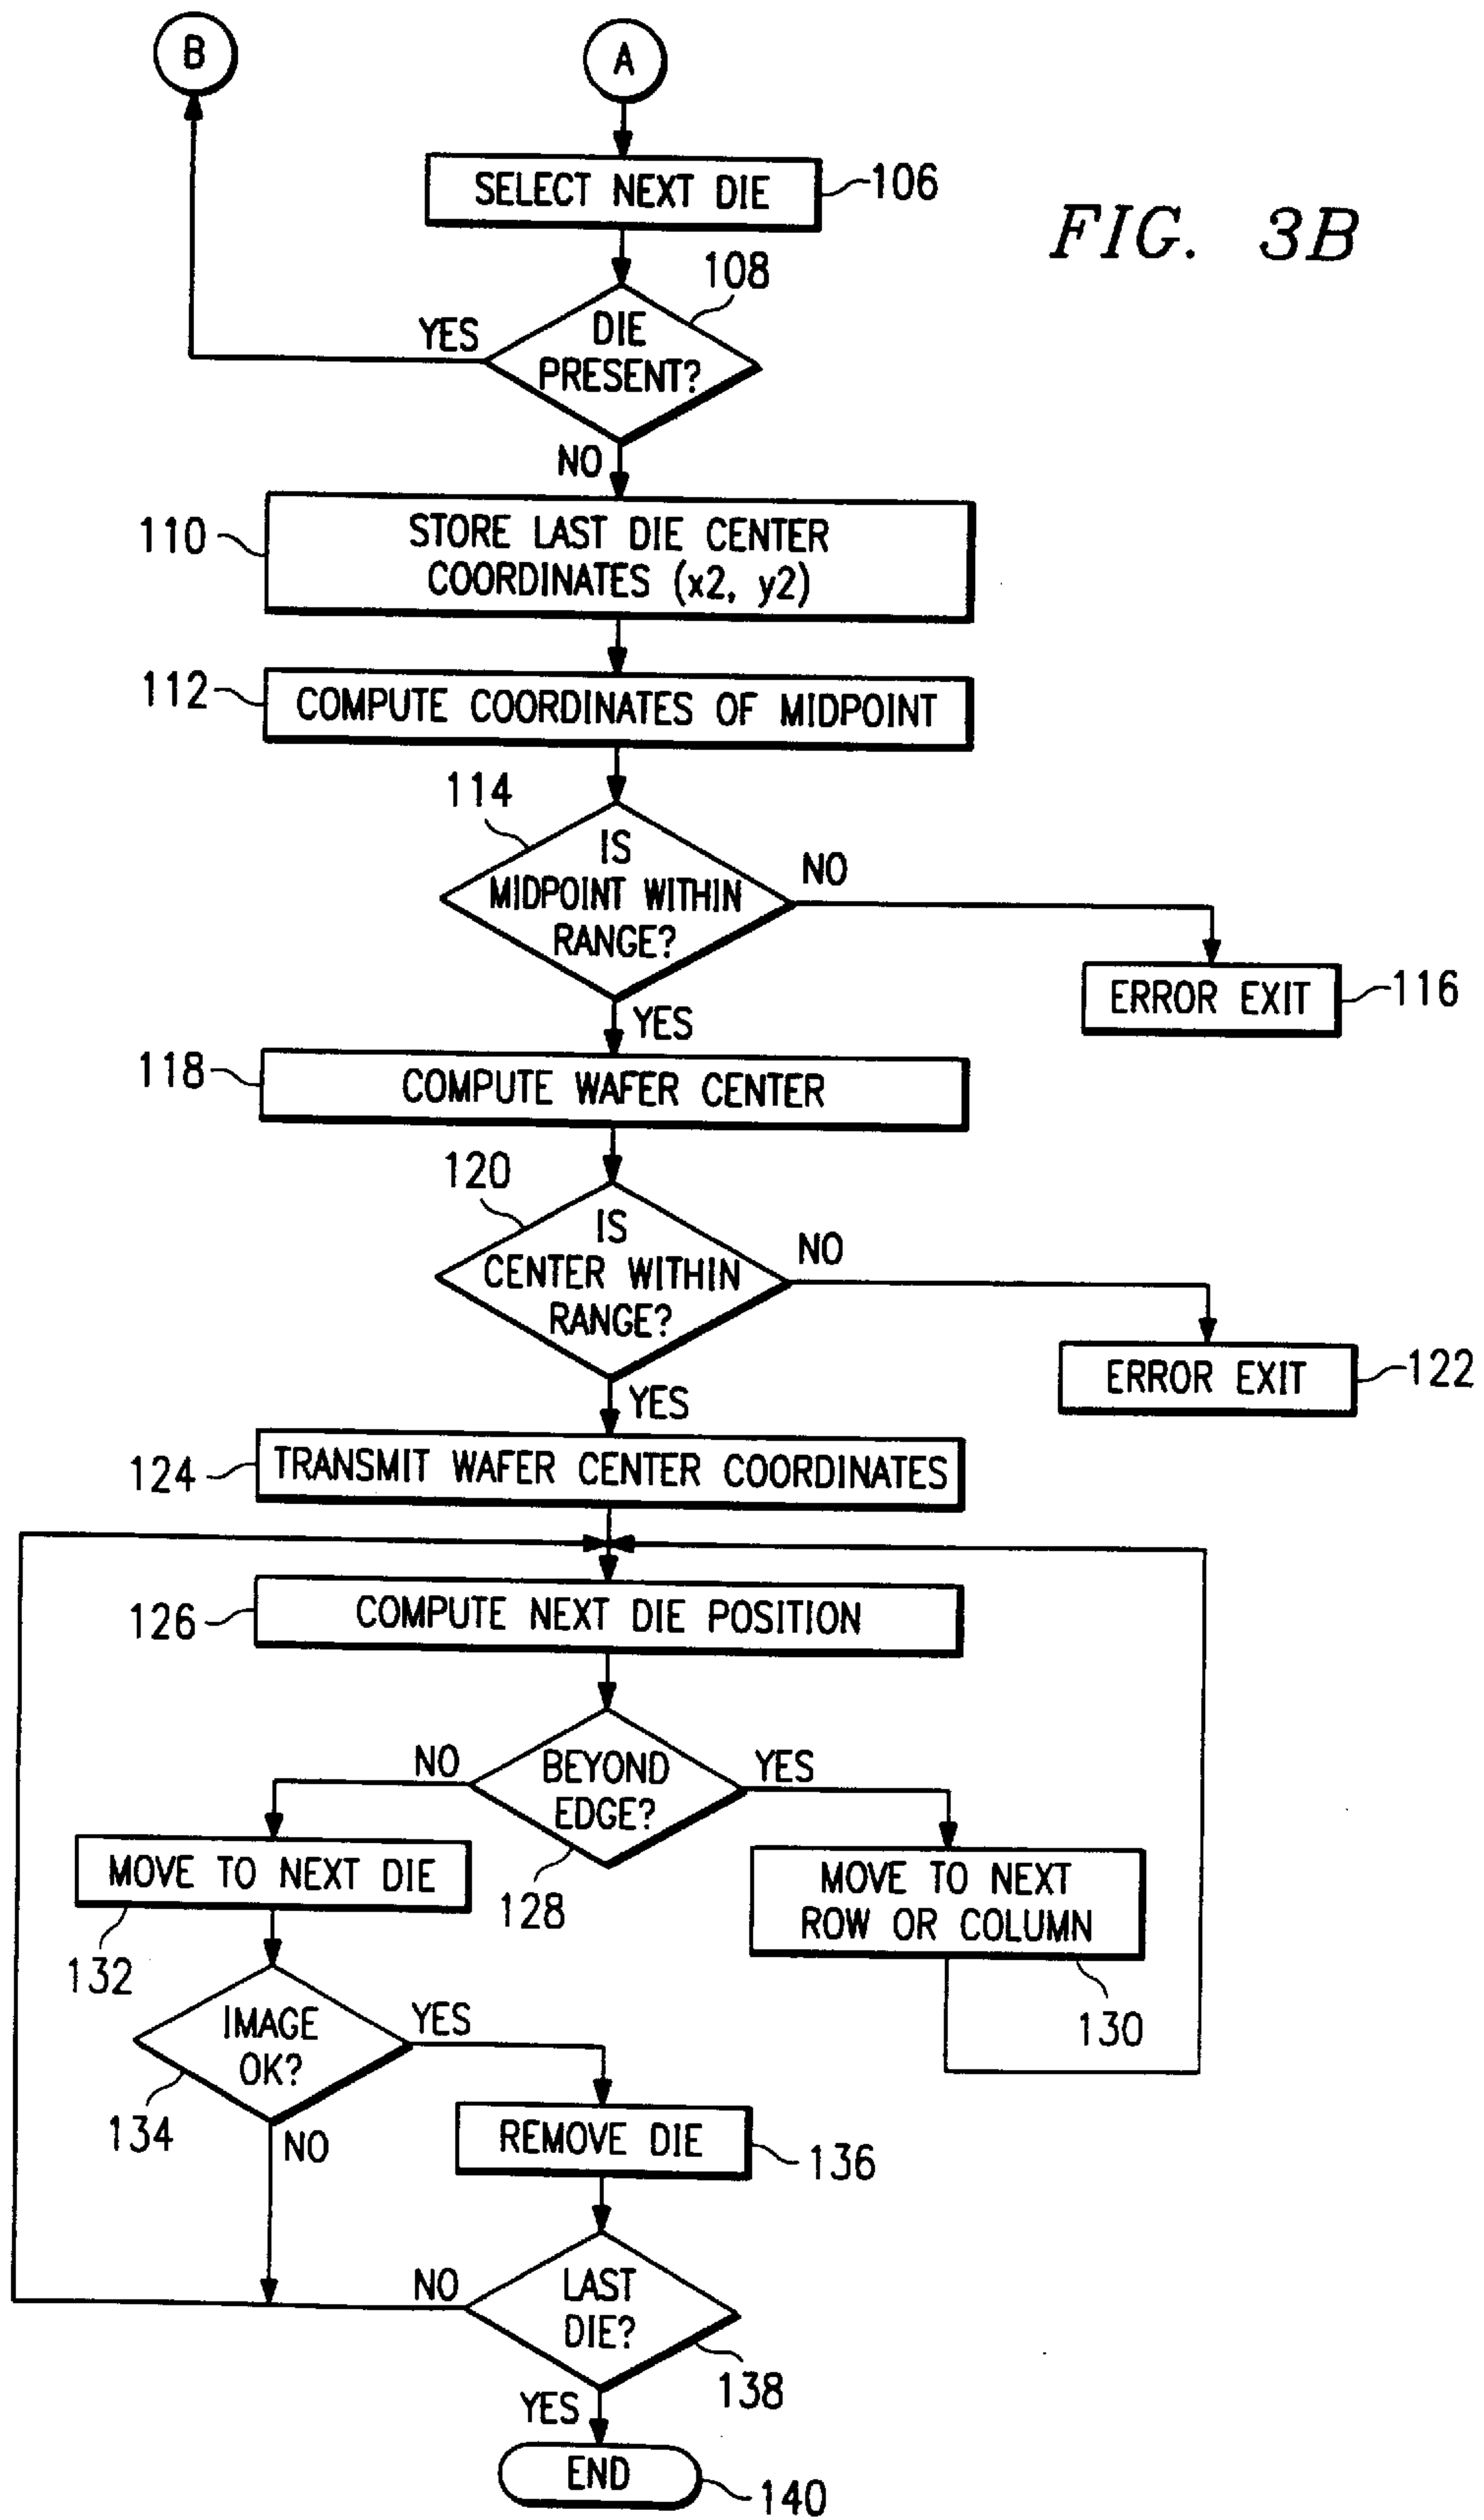 B
A
SELECT NEXT DIE
106
FIG. 3B
108
YES
DIE
PRESENT?
NO
110
STORE LAST DIE CENTER
COORDINATES (x2, y2)
112
COMPUTE COORDINATES OF MIDPOINT
114
IS
MIDPOINT WITHIN
RANGE?
NO
ERROR EXIT
116
YES
118
COMPUTE WAFER CENTER
120
IS
CENTER WITHIN
RANGE?
NO
ERROR EXIT
122
YES
124
TRANSMIT WAFER CENTER COORDINATES
126
COMPUTE NEXT DIE POSITION
NO
BEYOND
EDGE?
YES
128
MOVE TO NEXT DIE
132
MOVE TO NEXT
ROW OR COLUMN
130
IMAGE
OK?
YES
134
NO
REMOVE DIE
136
NO
LAST
DIE?
138
YES
END
140